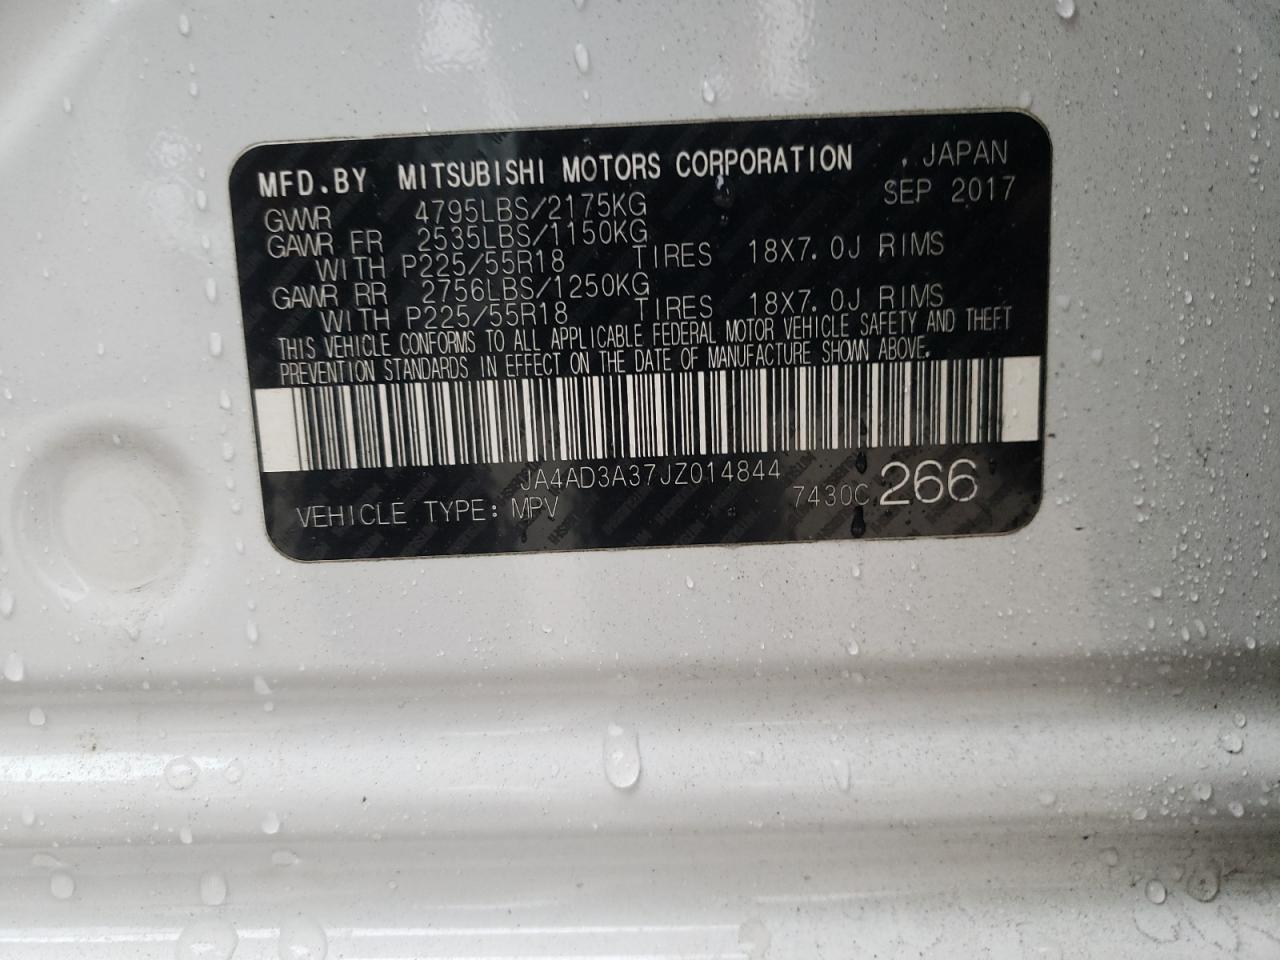 MFD.BY MITSUBISHI MOTORS CORPORATION . JAPAN
SEP 2017
GVWR 4795LBS/2175KG
GAWR FR 2535LBS/1150KG
WITH P225/55R18 TIRES 18X7.0J RIMS
GAWR RR 2756LBS/1250KG
WITH P225/55R18 TIRES 18X7.0J RIMS
THIS VEHICLE CONFORMS TO ALL APPLICABLE FEDERAL MOTOR VEHICLE SAFETY AND THEFT
PREVENTION STANDARDS IN EFFECT ON THE DATE OF MANUFACTURE SHOWN ABOVE.
JA4AD3A37JZ014844
VEHICLE TYPE: MPV 7430C 266